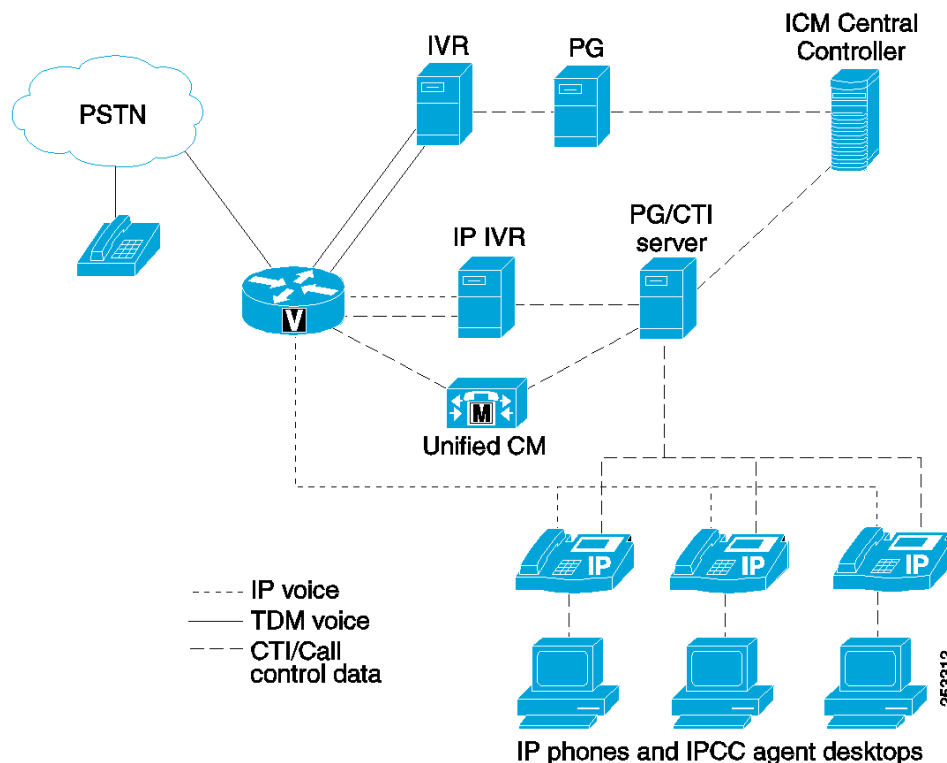 IVR
PG
ICM Central
Controller
PSTN
IP IVR
PG/CTI
server
V
M
Unified CM
IP
IP
IP
IP voice
TDM voice
CTI/Call
control data
IP phones and IPCC agent desktops